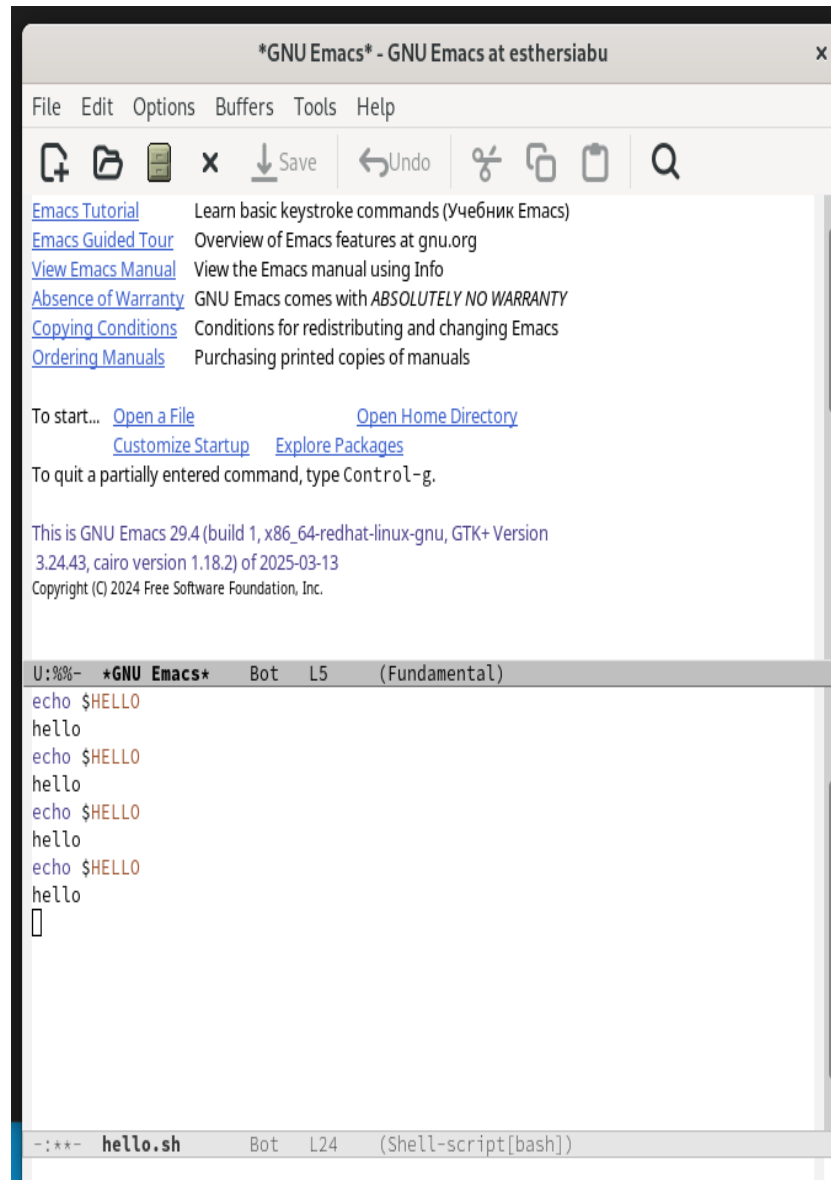 *GNU Emacs* - GNU Emacs at esthersiabu x
File Edit Options Buffers Tools Help
Save Undo
Emacs Tutorial Learn basic keystroke commands (Учебник Emacs)
Emacs Guided Tour Overview of Emacs features at gnu.org
View Emacs Manual View the Emacs manual using Info
Absence of Warranty GNU Emacs comes with ABSOLUTELY NO WARRANTY
Copying Conditions Conditions for redistributing and changing Emacs
Ordering Manuals Purchasing printed copies of manuals
To start... Open a File Open Home Directory
Customize Startup Explore Packages
To quit a partially entered command, type Control-g.
This is GNU Emacs 29.4 (build 1, x86_64-redhat-linux-gnu, GTK+ Version
3.24.43, cairo version 1.18.2) of 2025-03-13
Copyright (C) 2024 Free Software Foundation, Inc.
U:%%- *GNU Emacs* Bot L5 (Fundamental)
echo $HELLO
hello
echo $HELLO
hello
echo $HELLO
hello
echo $HELLO
hello
-:**- hello.sh Bot L24 (Shell-script[bash])